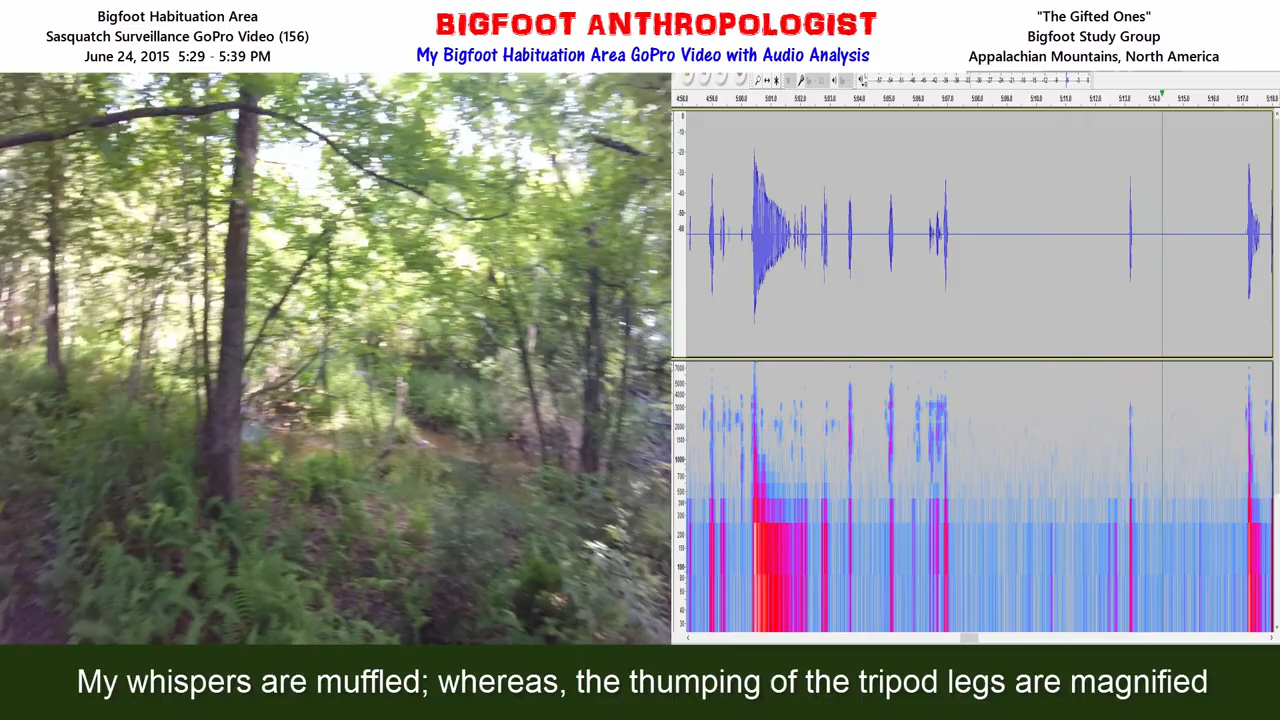 Bigfoot Habituation Area
Sasquatch Surveillance GoPro Video (156)
June 24, 2015 5:29 - 5:39 PM
BIGFOOT ANTHROPOLOGIST
My Bigfoot Habituation Area GoPro Video with Audio Analysis
"The Gifted Ones"
Bigfoot Study Group
Appalachian Mountains, North America
My whispers are muffled; whereas, the thumping of the tripod legs are magnified